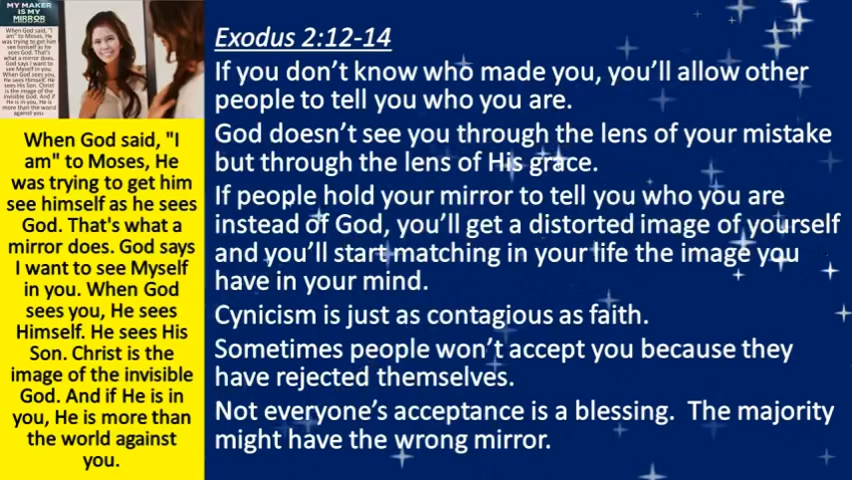 MY MAKER
IS MY
MIRROR
When God said, "I
am" to Moses, He
was trying to get him
see himself as he
sees God. That's
what a mirror does.
God says I want to
see Myself in you.
When God sees you,
He sees Himself. He
sees His Son. Christ
is the image of the
invisible God. And if
He is in you, He is
more than the world
against you.
When God said, "I
am" to Moses, He
was trying to get him
see himself as he sees
God. That's what a
mirror does. God says
I want to see Myself
in you. When God
sees you, He sees
Himself. He sees His
Son. Christ is the
image of the invisible
God. And if He is in
you, He is more than
the world against
you.
Exodus 2:12-14
If you don’t know who made you, you’ll allow other
people to tell you who you are.
God doesn’t see you through the lens of your mistake
but through the lens of His grace.
If people hold your mirror to tell you who you are
instead of God, you’ll get a distorted image of yourself
and you’ll start matching in your life the image you
have in your mind.
Cynicism is just as contagious as faith.
Sometimes people won’t accept you because they
have rejected themselves.
Not everyone’s acceptance is a blessing.  The majority
might have the wrong mirror.